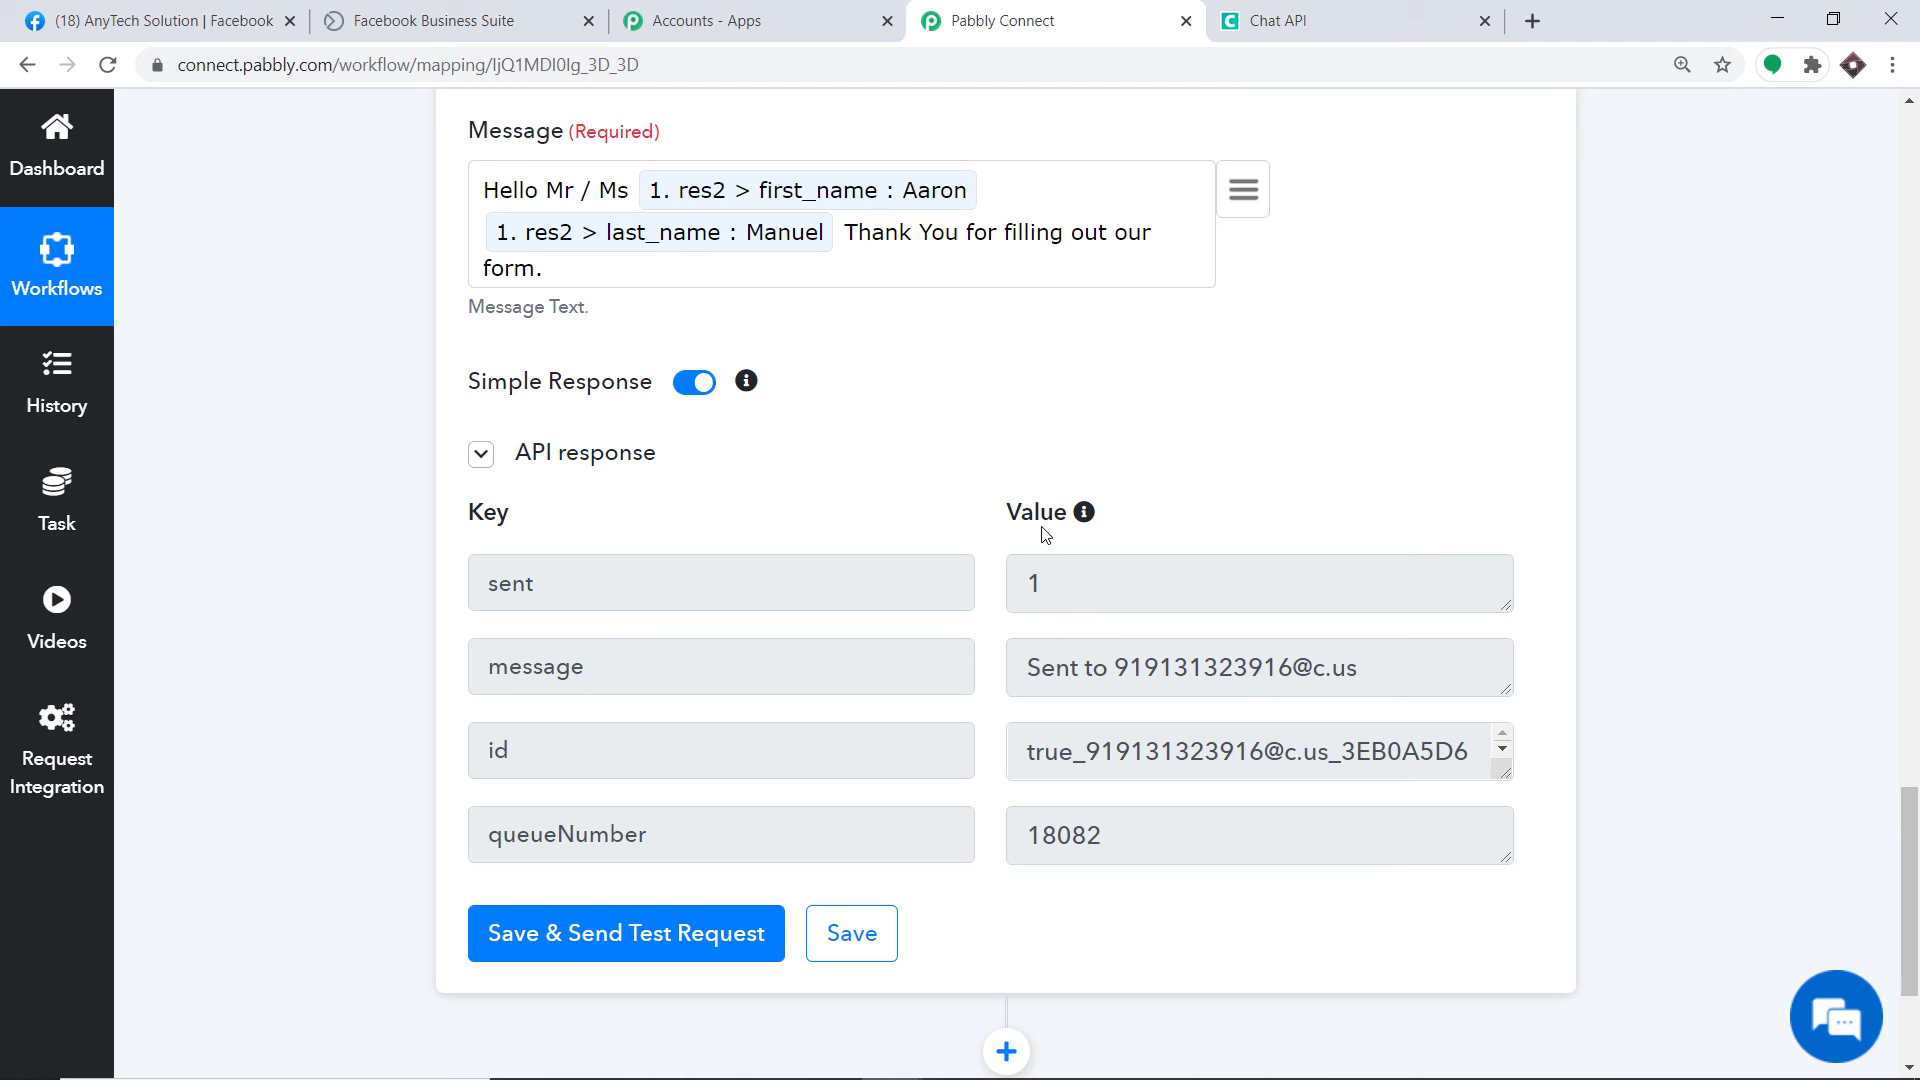 (18) AnyTech Solution | Facebook
Facebook Business Suite
Accounts - Apps
Pabbly Connect
Chat API
connect.pabbly.com/workflow/mapping/IjQ1MDI0Ig_3D_3D
Dashboard
Workflows
History
Task
Videos
Request
Integration
Message (Required)
Hello Mr / Ms 1. res2 > first_name : Aaron
1. res2 > last_name : Manuel Thank You for filling out our
form.
Message Text.
Simple Response
API response
Key Value
sent 1
message Sent to 919131323916@c.us
id true_919131323916@c.us_3EB0A5D6
queueNumber 18082
Save & Send Test Request Save